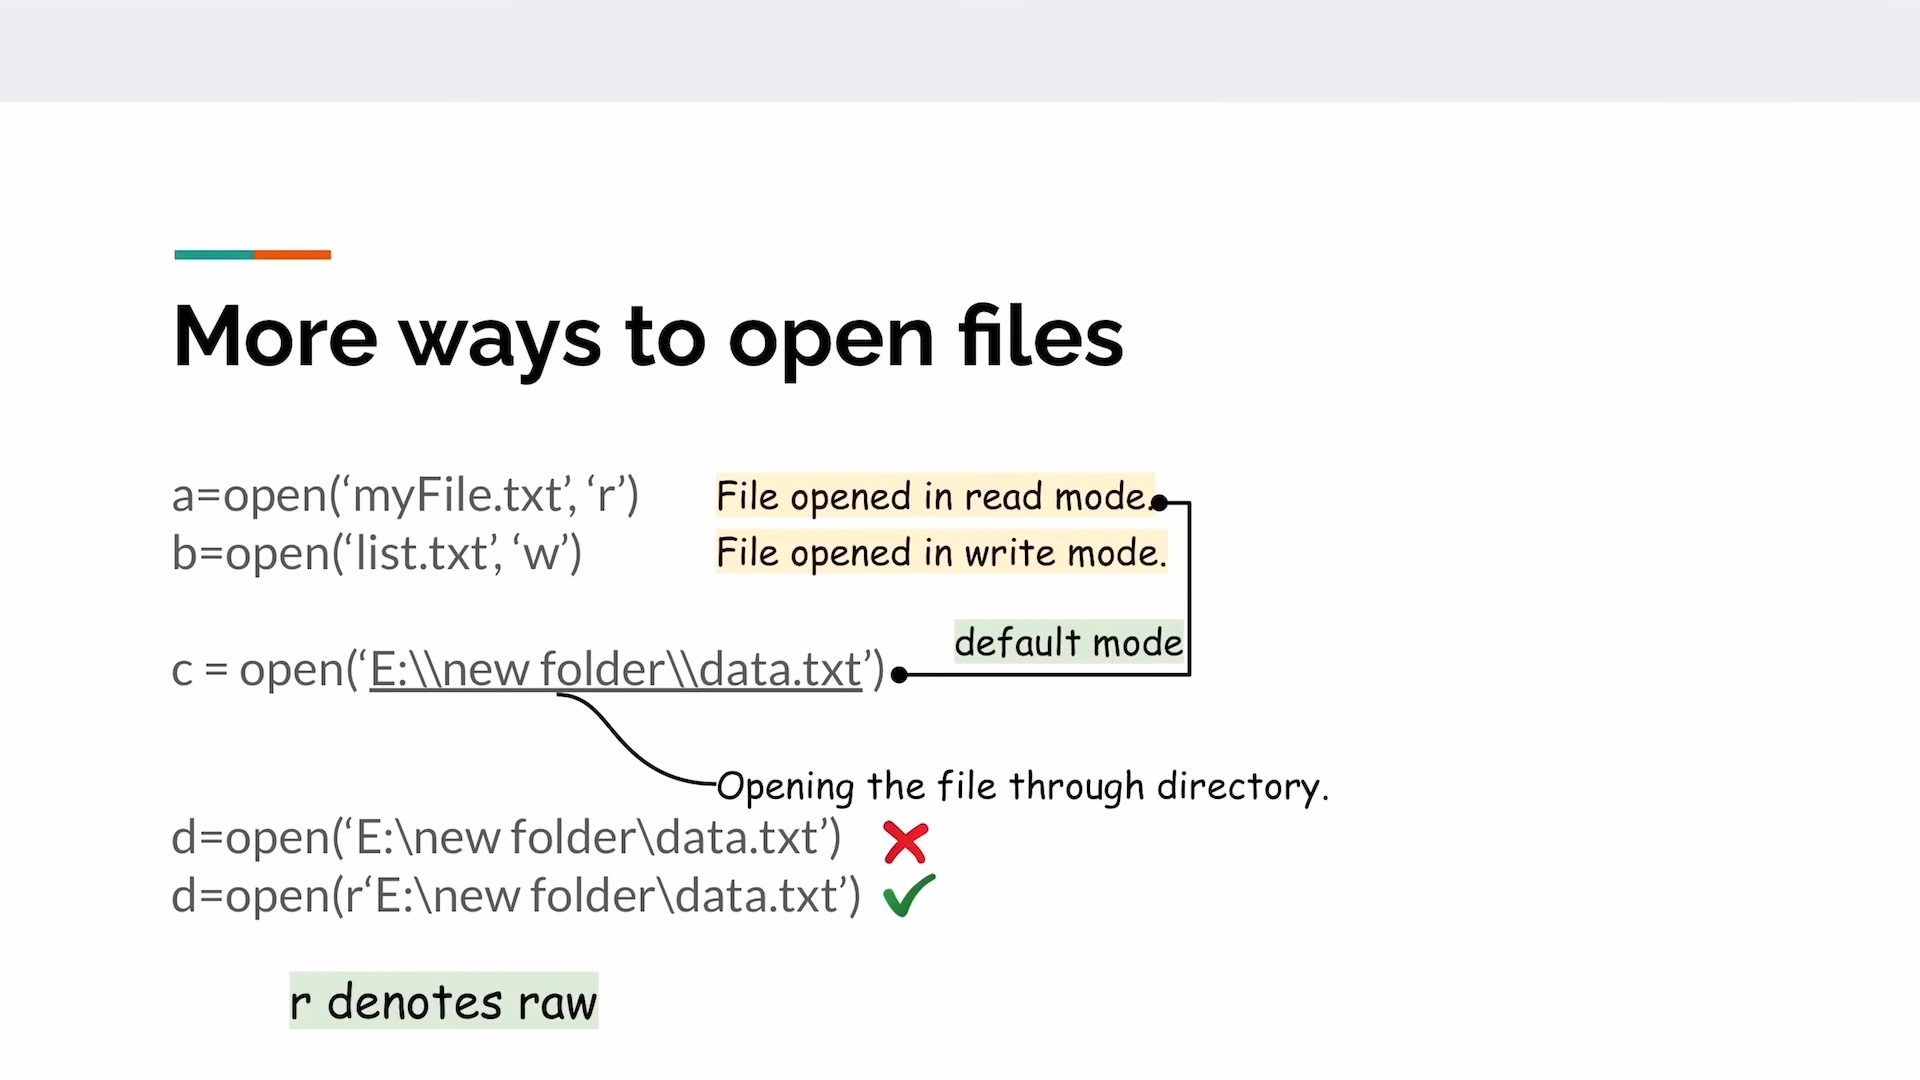 More ways to open files
a=open(‘myFile.txt’, ‘r’) File opened in read mode.
b=open(‘list.txt’, ‘w’) File opened in write mode.
default mode
c = open(‘E:\\new folder\\data.txt’)
Opening the file through directory.
d=open(‘E:\new folder\data.txt’)
d=open(r‘E:\new folder\data.txt’)
r denotes raw